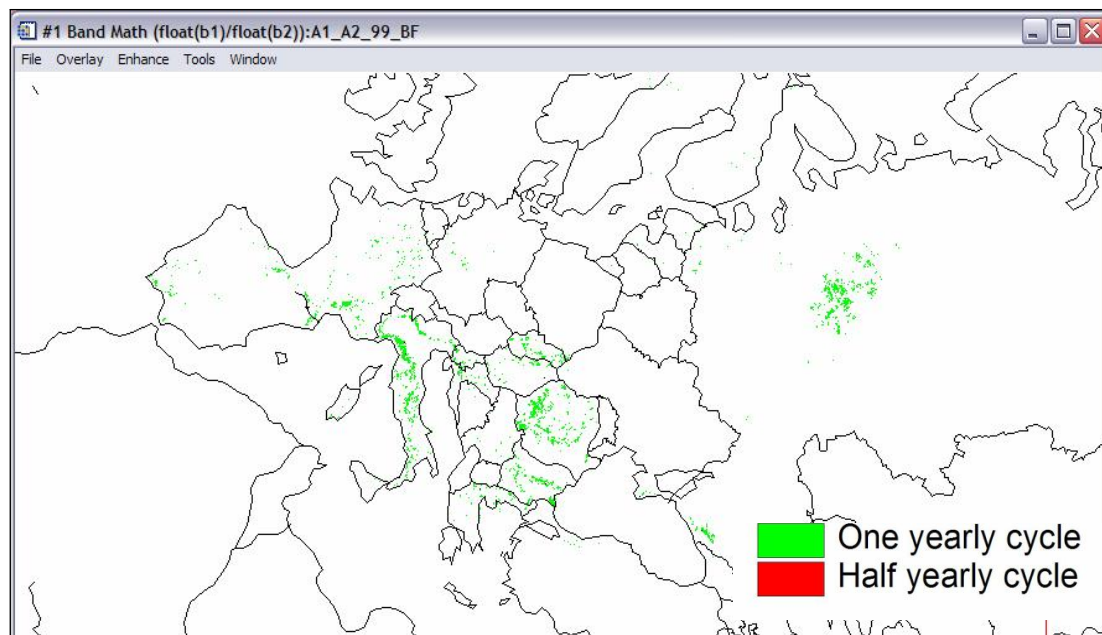 #1 Band Math (float(b1)/float(b2)):A1_A2_99_BF
File Overlay Enhance Tools Window
One yearly cycle
Half yearly cycle